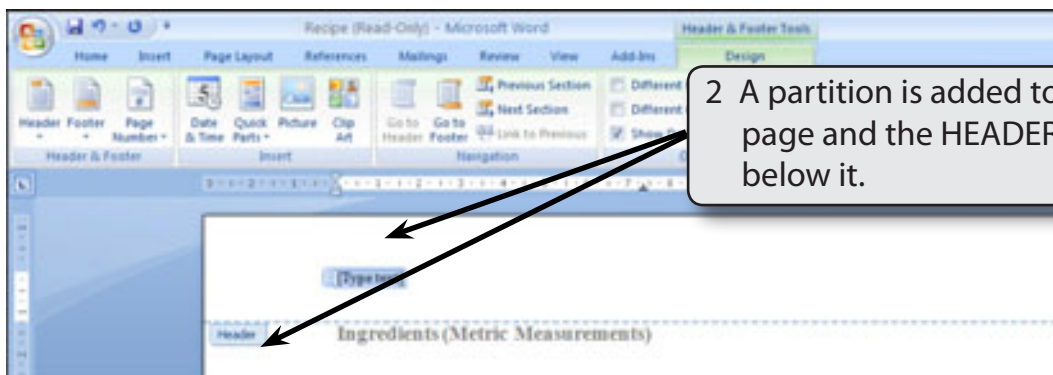 Recipe (Read-Only) - Microsoft Word Header & Footer Tools
Home Insert Page Layout References Mailings Review View Add-Ins Design
Previous Section Different
Header Footer Page Date Quick Picture Clip Go to Go to Next Section Different
Number & Time Parts Art Header Footer Link to Previous Show
Header & Footer Insert Navigation
2 A partition is added to
page and the HEADER
below it.
[Type text]
Header Ingredients (Metric Measurements)